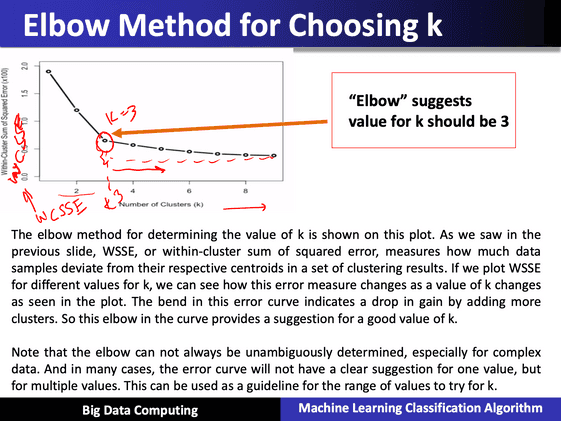 Elbow Method for Choosing k
Within-Cluster Sum of Squared Error (x100)
2.0
1.5
1.0
0.5
0.0
K=3
2
4
6
8
Number of Clusters (k)
WCSSE
k 3
“Elbow” suggests
value for k should be 3
The elbow method for determining the value of k is shown on this plot. As we saw in the
previous slide, WSSE, or within-cluster sum of squared error, measures how much data
samples deviate from their respective centroids in a set of clustering results. If we plot WSSE
for different values for k, we can see how this error measure changes as a value of k changes
as seen in the plot. The bend in this error curve indicates a drop in gain by adding more
clusters. So this elbow in the curve provides a suggestion for a good value of k.
Note that the elbow can not always be unambiguously determined, especially for complex
data. And in many cases, the error curve will not have a clear suggestion for one value, but
for multiple values. This can be used as a guideline for the range of values to try for k.
Big Data Computing
Machine Learning Classification Algorithm